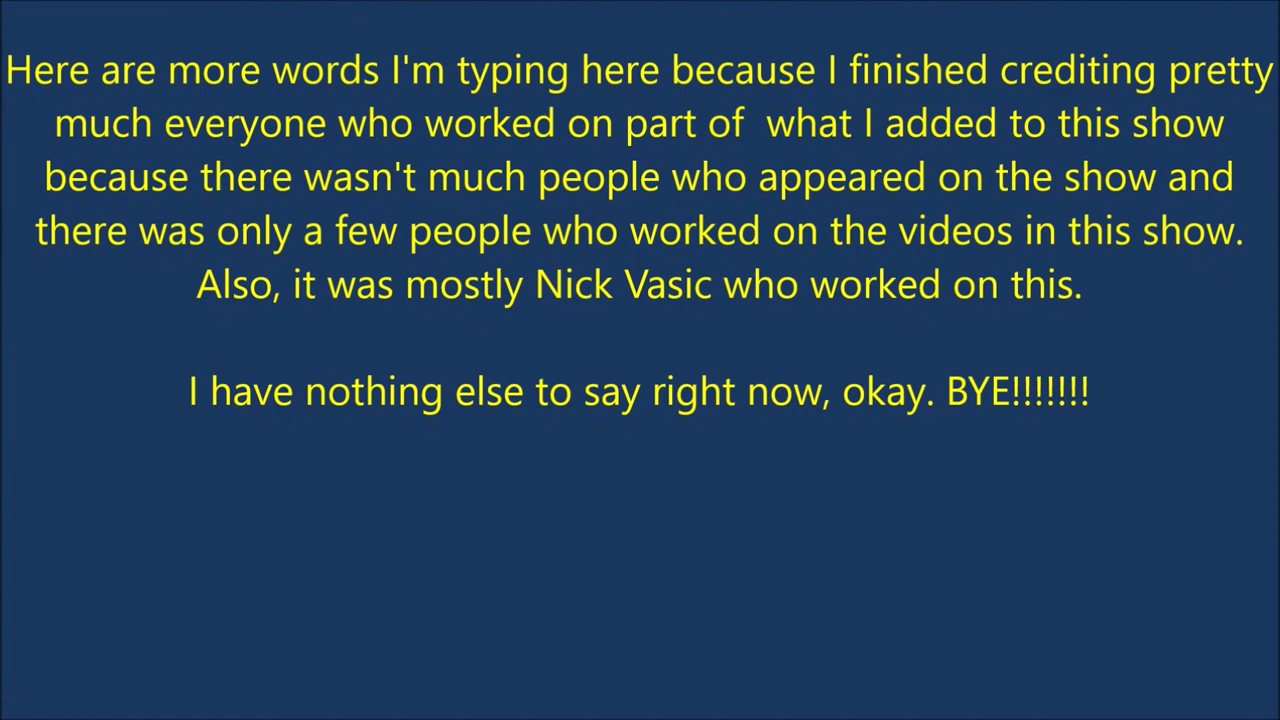 Here are more words I'm typing here because I finished crediting pretty
much everyone who worked on part of  what I added to this show
because there wasn't much people who appeared on the show and
there was only a few people who worked on the videos in this show.
Also, it was mostly Nick Vasic who worked on this.
I have nothing else to say right now, okay. BYE!!!!!!!